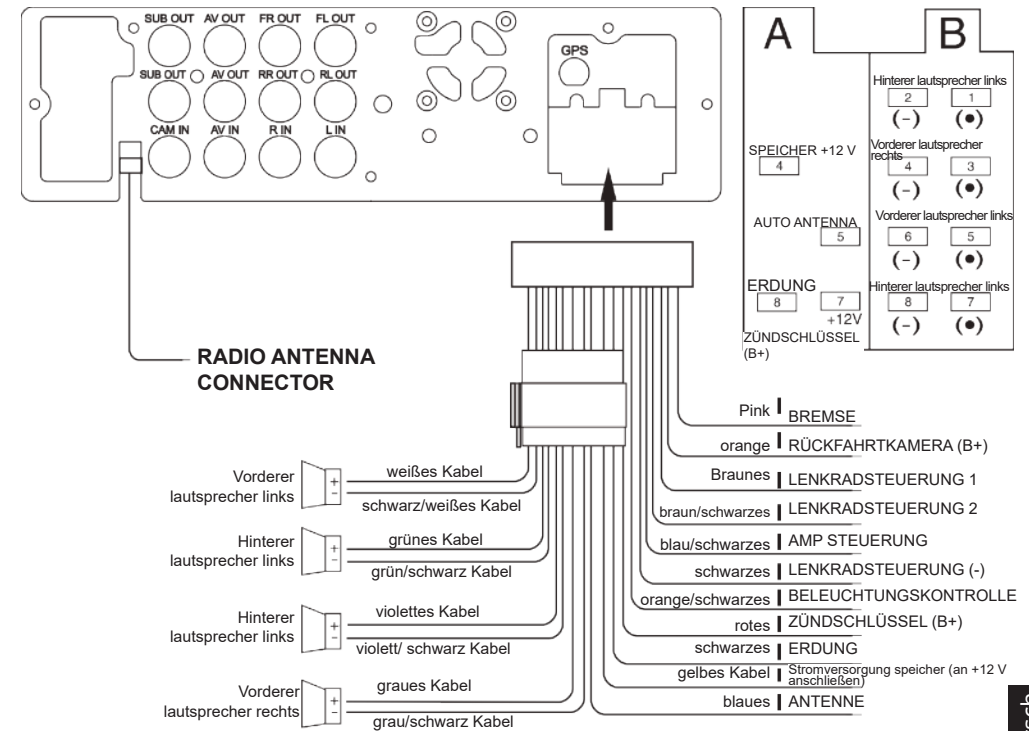 SUB OUT AV OUT FR OUT FL OUT
SUB OUT AV OUT RR OUT RL OUT
CAM IN AV IN R IN L IN
GPS
RADIO ANTENNA
CONNECTOR
A
SPEICHER +12 V
4
AUTO ANTENNA
5
ERDUNG
8 7
+12V
ZÜNDSCHLÜSSEL
(B+)
B
Hinterer lautsprecher links
2 1
(-) (●)
Vorderer lautsprecher
rechts
4 3
(-) (●)
Vorderer lautsprecher links
6 5
(-) (●)
Hinterer lautsprecher links
8 7
(-) (●)
Vorderer
lautsprecher links
+
-
weißes Kabel
schwarz/weißes Kabel
Hinterer
lautsprecher links
+
-
grünes Kabel
grün/schwarz Kabel
Hinterer
lautsprecher links
+
-
violettes Kabel
violett/ schwarz Kabel
Vorderer
lautsprecher rechts
+
-
graues Kabel
grau/schwarz Kabel
Pink BREMSE
orange RÜCKFAHRTKAMERA (B+)
Braunes LENKRADSTEUERUNG 1
braun/schwarzes LENKRADSTEUERUNG 2
blau/schwarzes AMP STEUERUNG
schwarzes LENKRADSTEUERUNG (-)
orange/schwarzes BELEUCHTUNGSKONTROLLE
rotes ZÜNDSCHLÜSSEL (B+)
schwarzes ERDUNG
gelbes Kabel Stromversorgung speicher (an +12 V
anschließen)
blaues ANTENNE